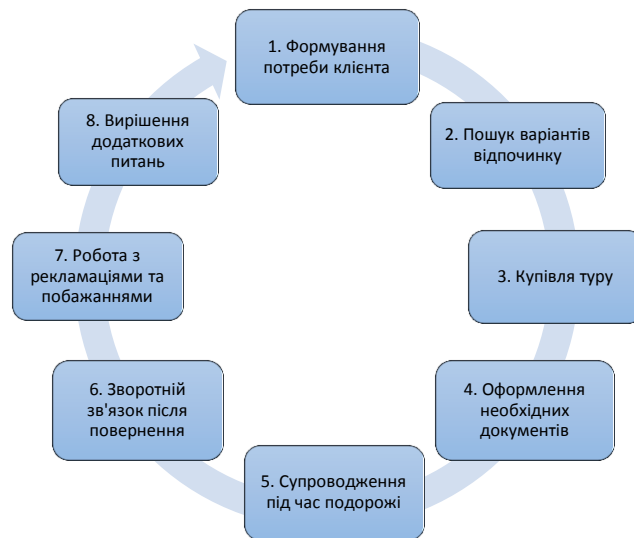 1. Формування
потреби клієнта
2. Пошук варіантів
відпочинку
3. Купівля туру
4. Оформлення
необхідних
документів
5. Супроводження
під час подорожі
6. Зворотній
зв'язок після
повернення
7. Робота з
рекламаціями та
побажаннями
8. Вирішення
додаткових
питань